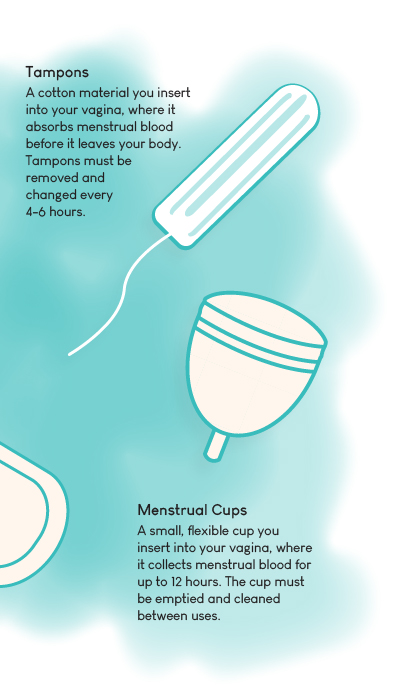 Tampons
A cotton material you insert
into your vagina, where it
absorbs menstrual blood
before it leaves your body.
Tampons must be
removed and
changed every
4–6 hours.
Menstrual Cups
A small, flexible cup you
insert into your vagina, where
it collects menstrual blood for
up to 12 hours. The cup must
be emptied and cleaned
between uses.